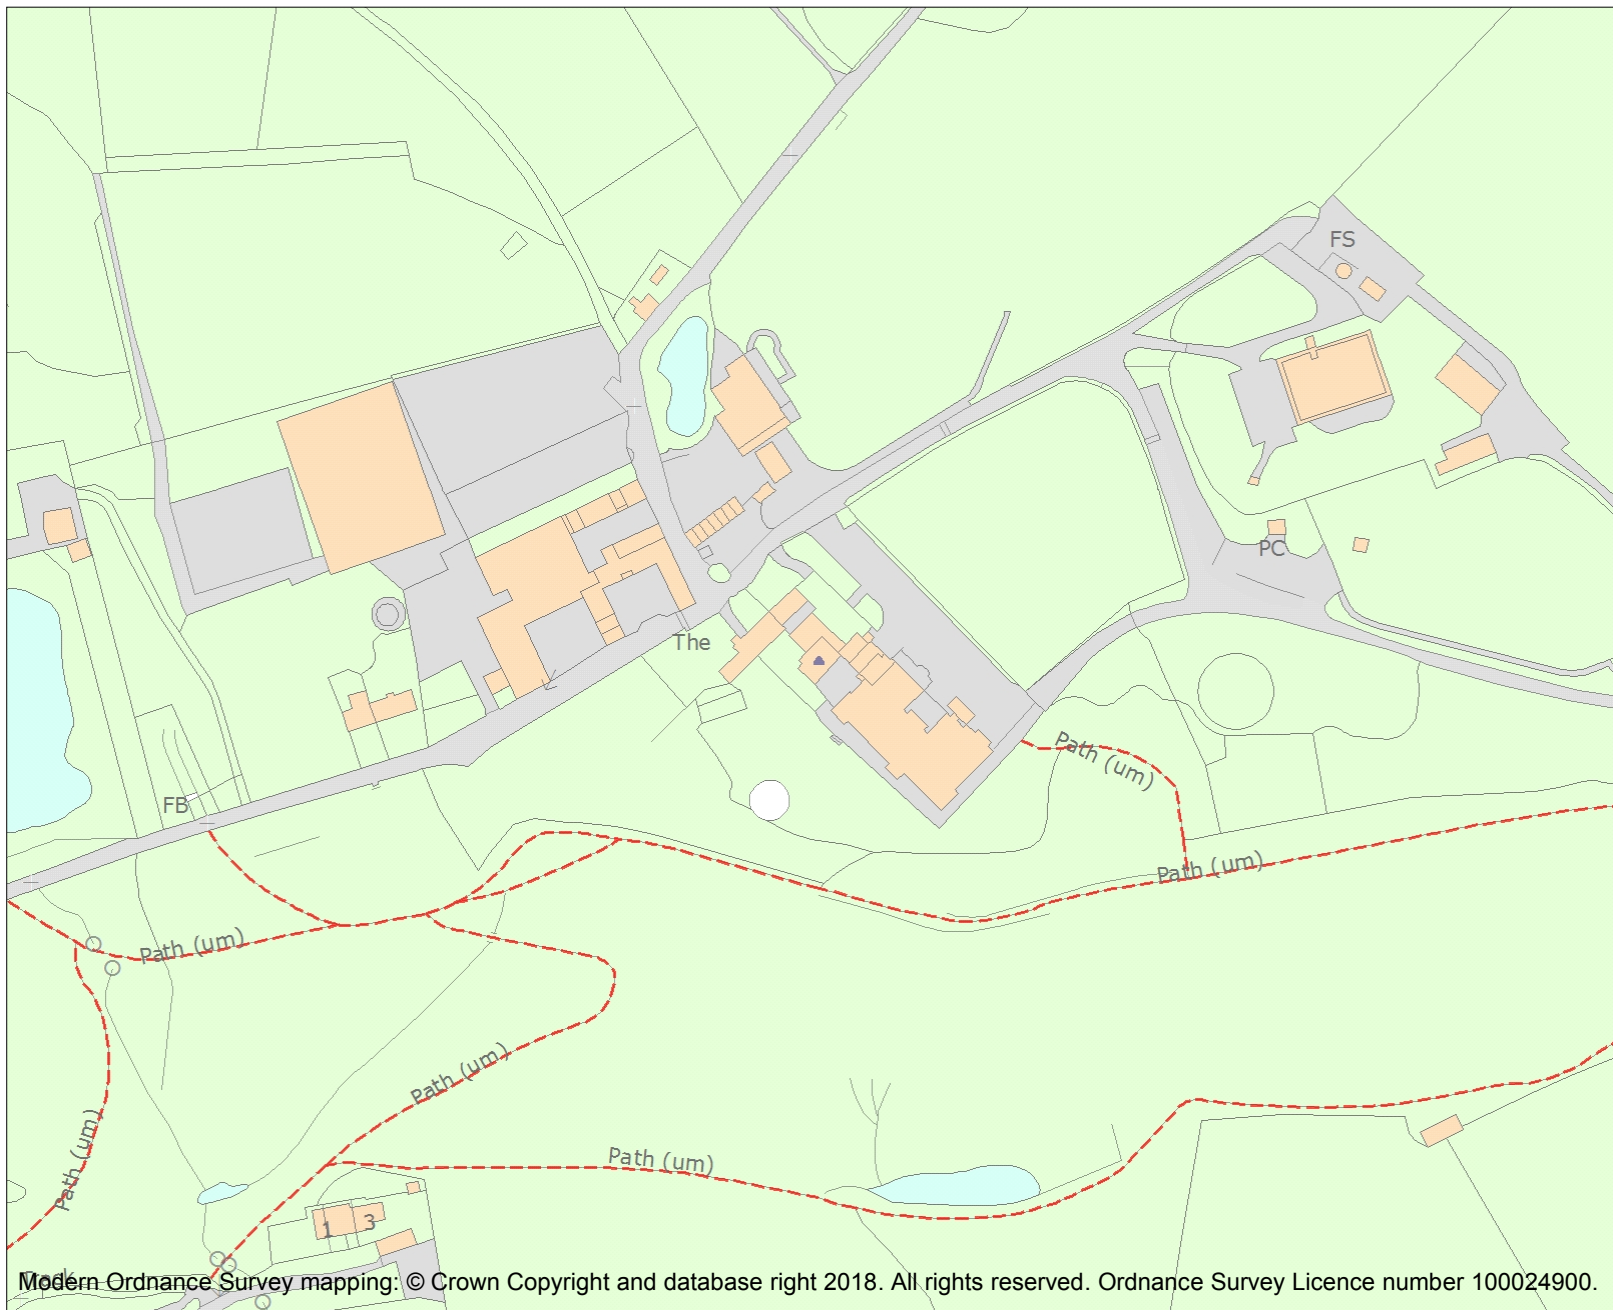 FS
PC
The
Path (um)
FB
Path (um)
Path (um)
Path (um)
Path (um)
Path (um)
1
3
Track
Modern Ordnance Survey mapping: © Crown Copyright and database right 2018. All rights reserved. Ordnance Survey Licence number 100024900.